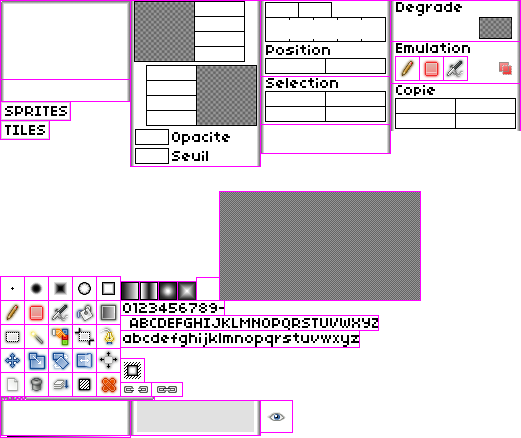 Degrade
Position
Emulation
Selection
Copie
SPRITES
TILES
Opacite
Seuil
0123456789-
ABCDEFGHIJKLMNOPQRSTUVWXYZ
abcdefghijklmnopqrstuvwxyz